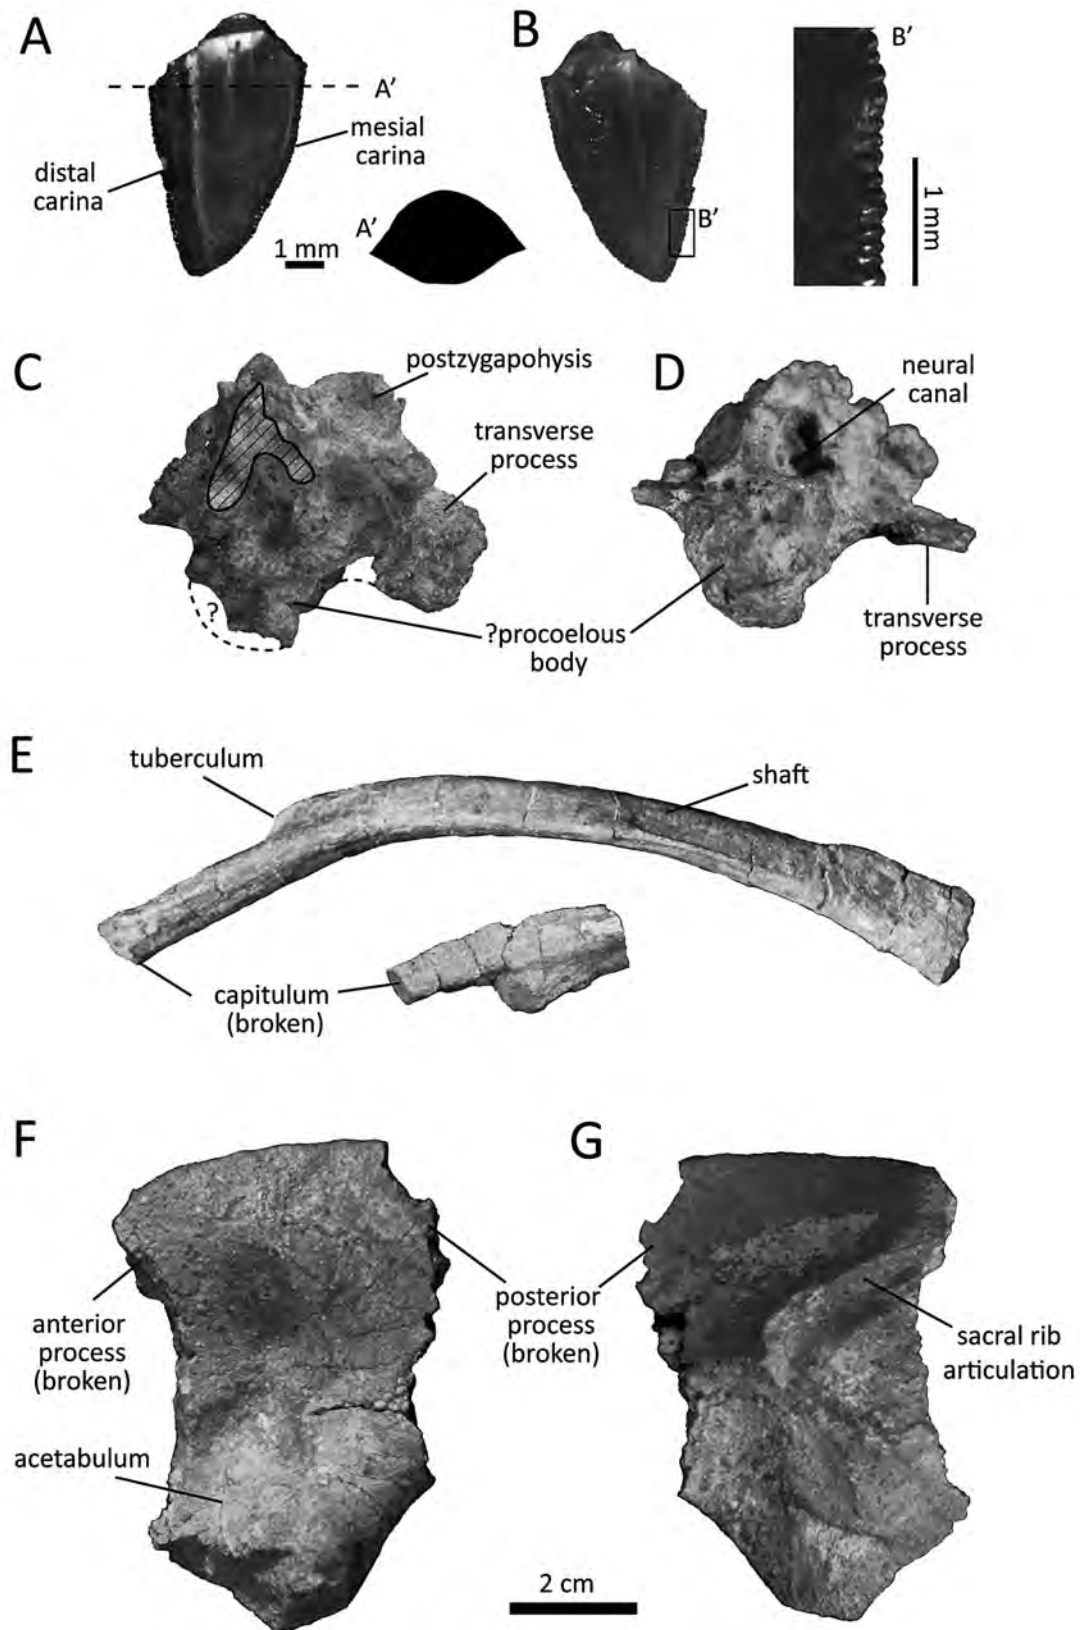 A
B
B'
A'
mesial
carina
distal
carina
A'
1 mm
B'
1 mm
C
postzygapohysis
D
neural
canal
transverse
process
?
?procoelous
body
transverse
process
E
tuberculum
shaft
capitulum
(broken)
F
G
anterior
process
(broken)
posterior
process
(broken)
sacral rib
articulation
acetabulum
2 cm